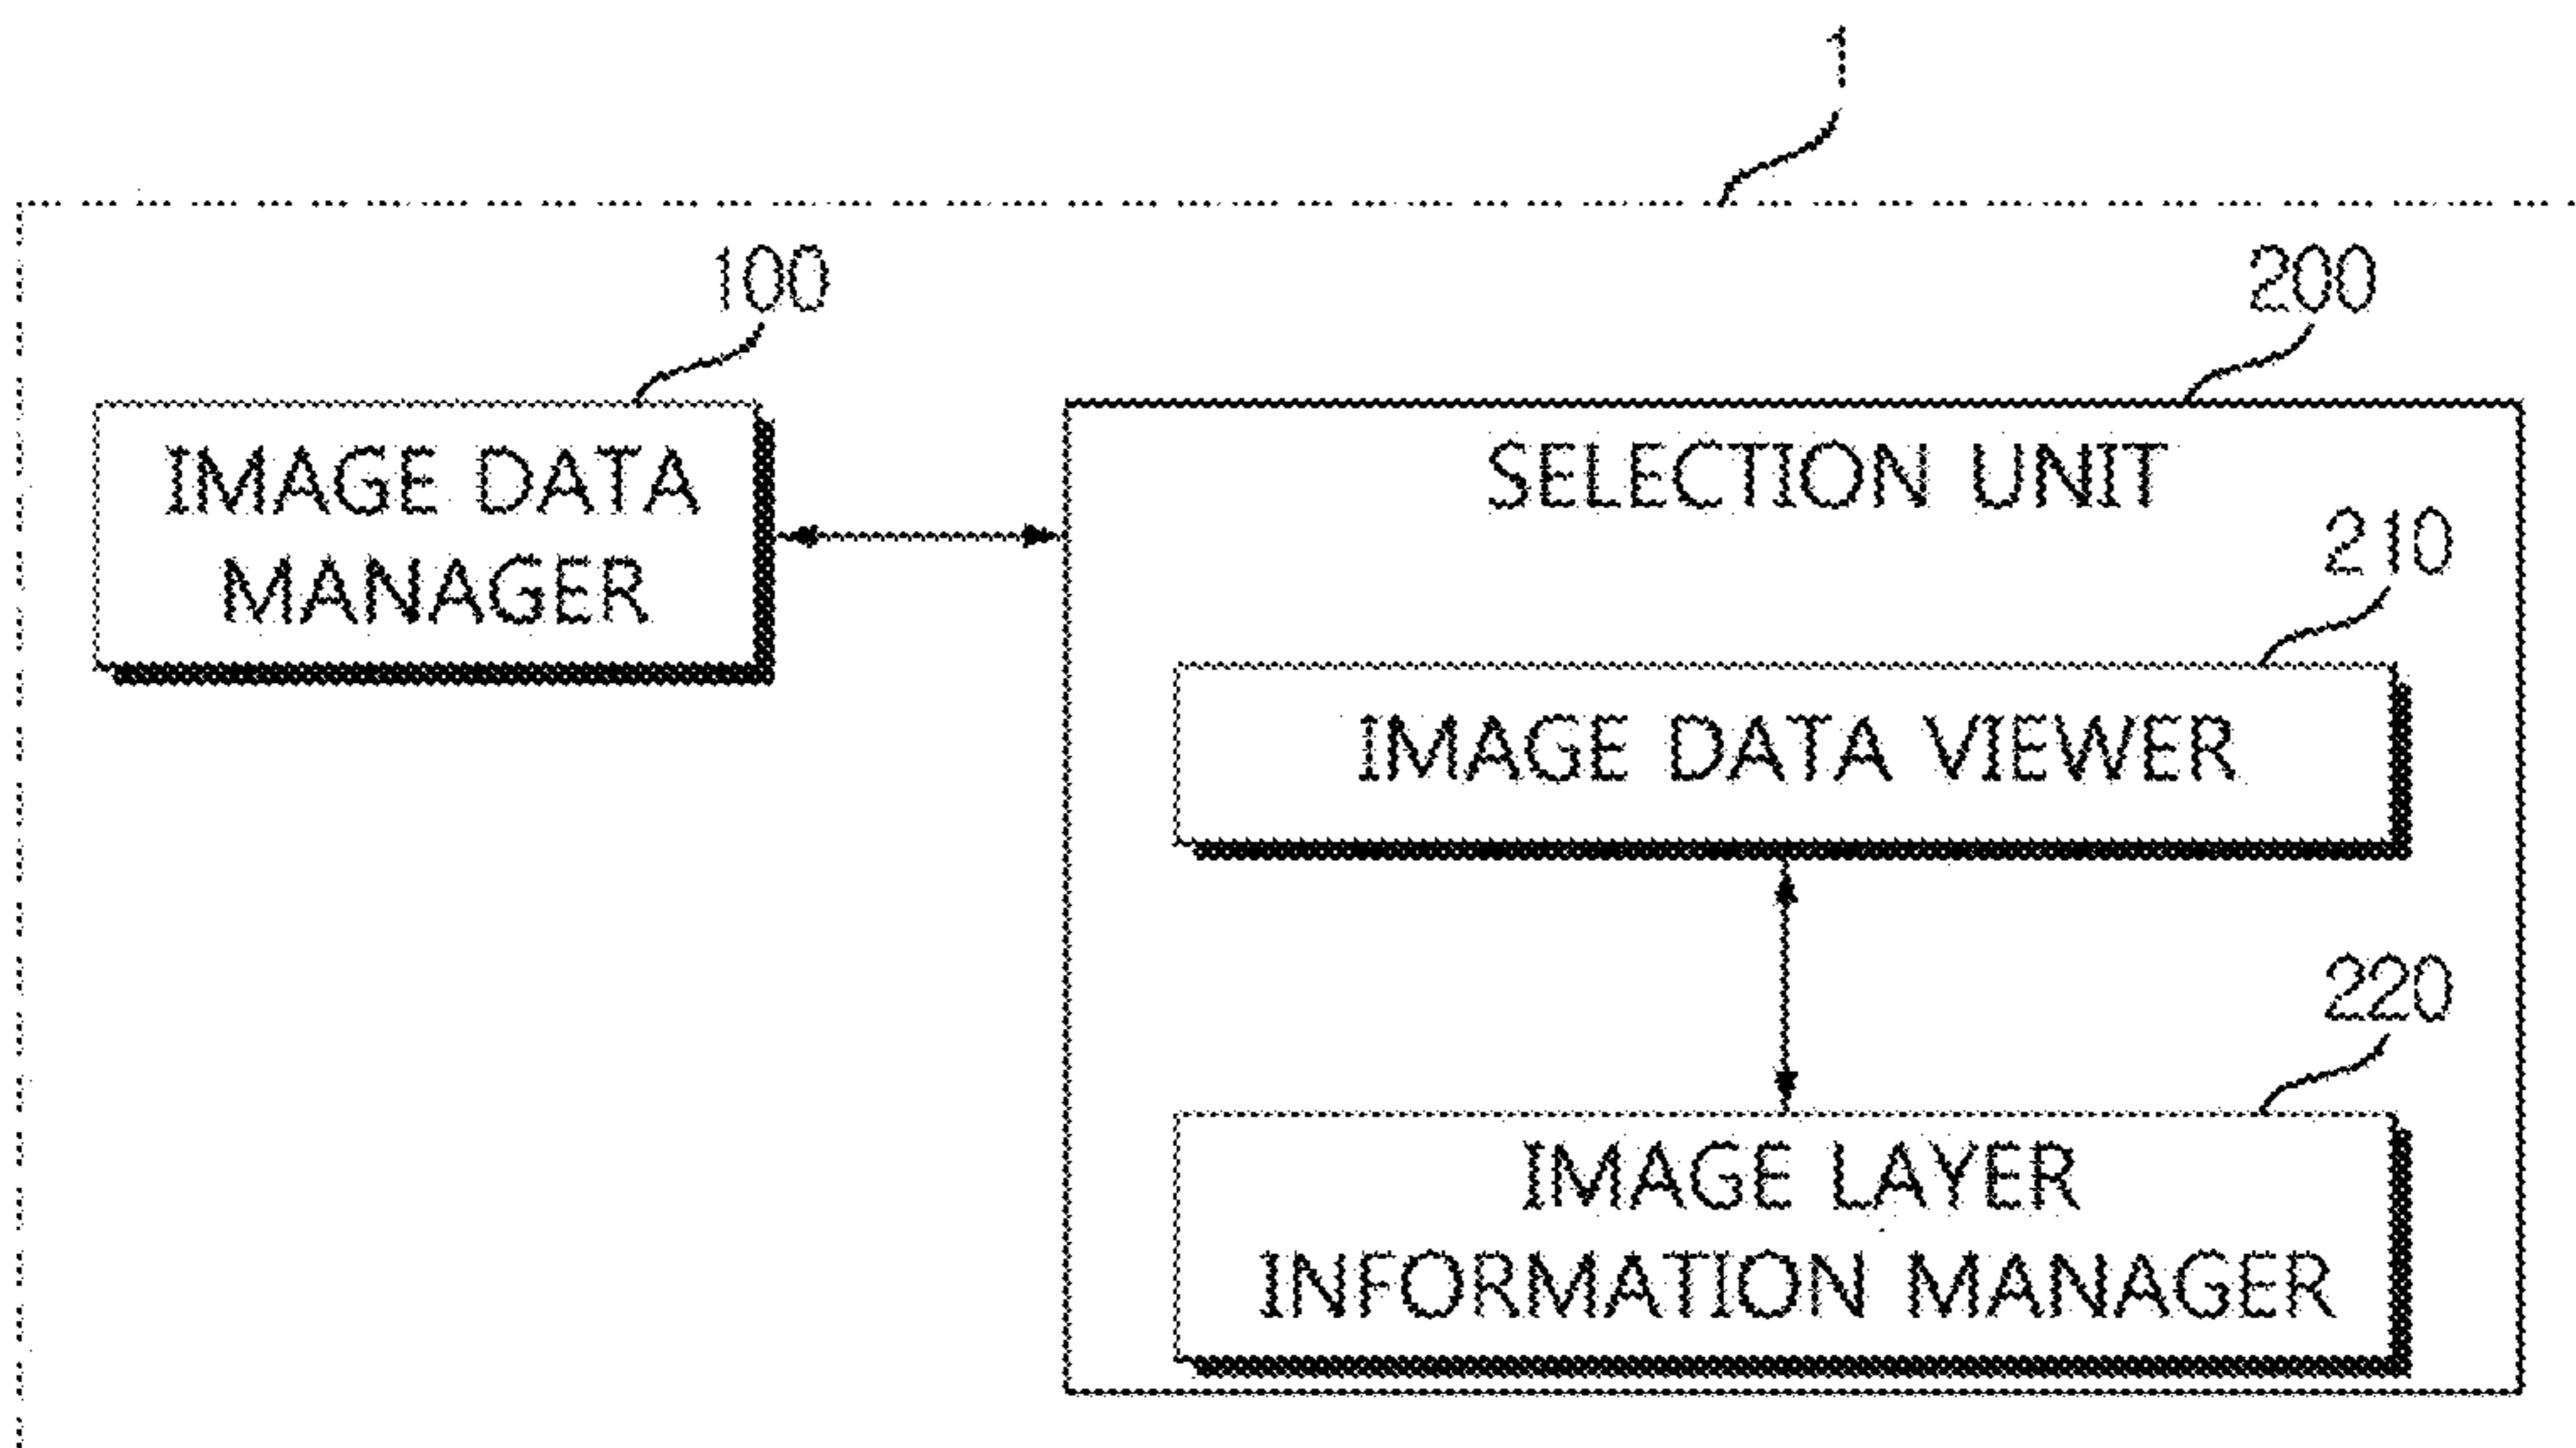 1
100
200
IMAGE DATA
MANAGER
SELECTION UNIT
210
IMAGE DATA VIEWER
220
IMAGE LAYER
INFORMATION MANAGER